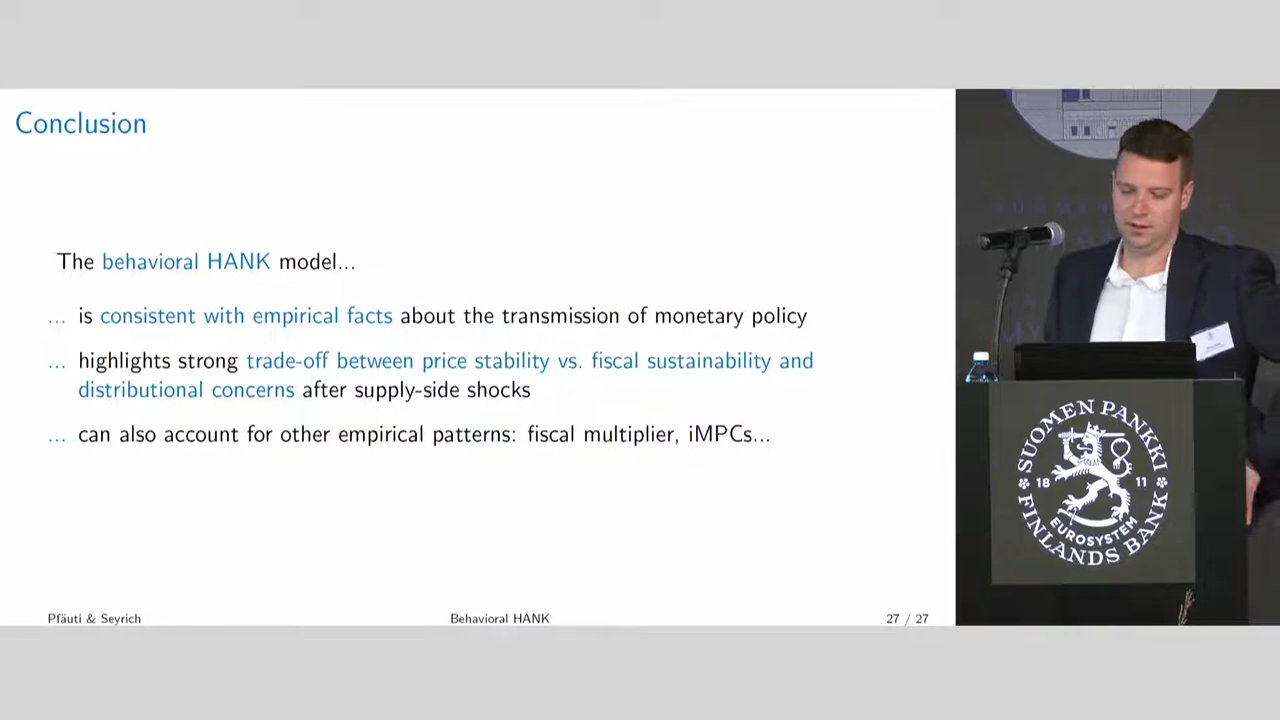 Conclusion
The behavioral HANK model...
... is consistent with empirical facts about the transmission of monetary policy
... highlights strong trade-off between price stability vs. fiscal sustainability and
distributional concerns after supply-side shocks
... can also account for other empirical patterns: fiscal multiplier, iMPCs...
Pfäuti & Seyrich
Behavioral HANK
27 / 27
SUOMEN PANKKI
18 11
EUROSYSTEM
FINLANDS BANK